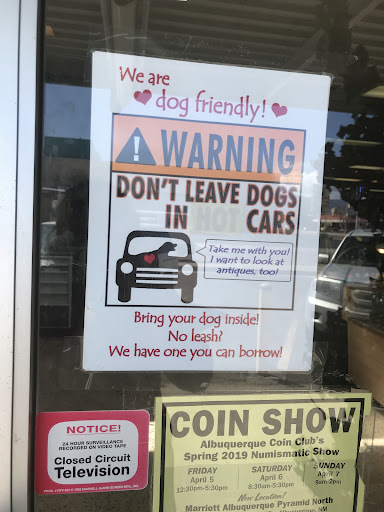 We are
dog friendly!
WARNING
DON'T LEAVE DOGS
IN HOT CARS
Take me with you!
I want to look at
antiques, too!
Bring your dog inside!
No leash?
We have one you can borrow!
NOTICE!
24 HOUR SURVEILLANCE
RECORDED ON VIDEO TAPE
Closed Circuit
Television
COIN SHOW
Albuquerque Coin Club's
Spring 2019 Numismatic Show
FRIDAY
April 5
12:30pm-5:30pm
SATURDAY
April 6
8:30pm-5:30pm
SUNDAY
April 7
8am-2pm
New Location!
Marriott Albuquerque Pyramid North